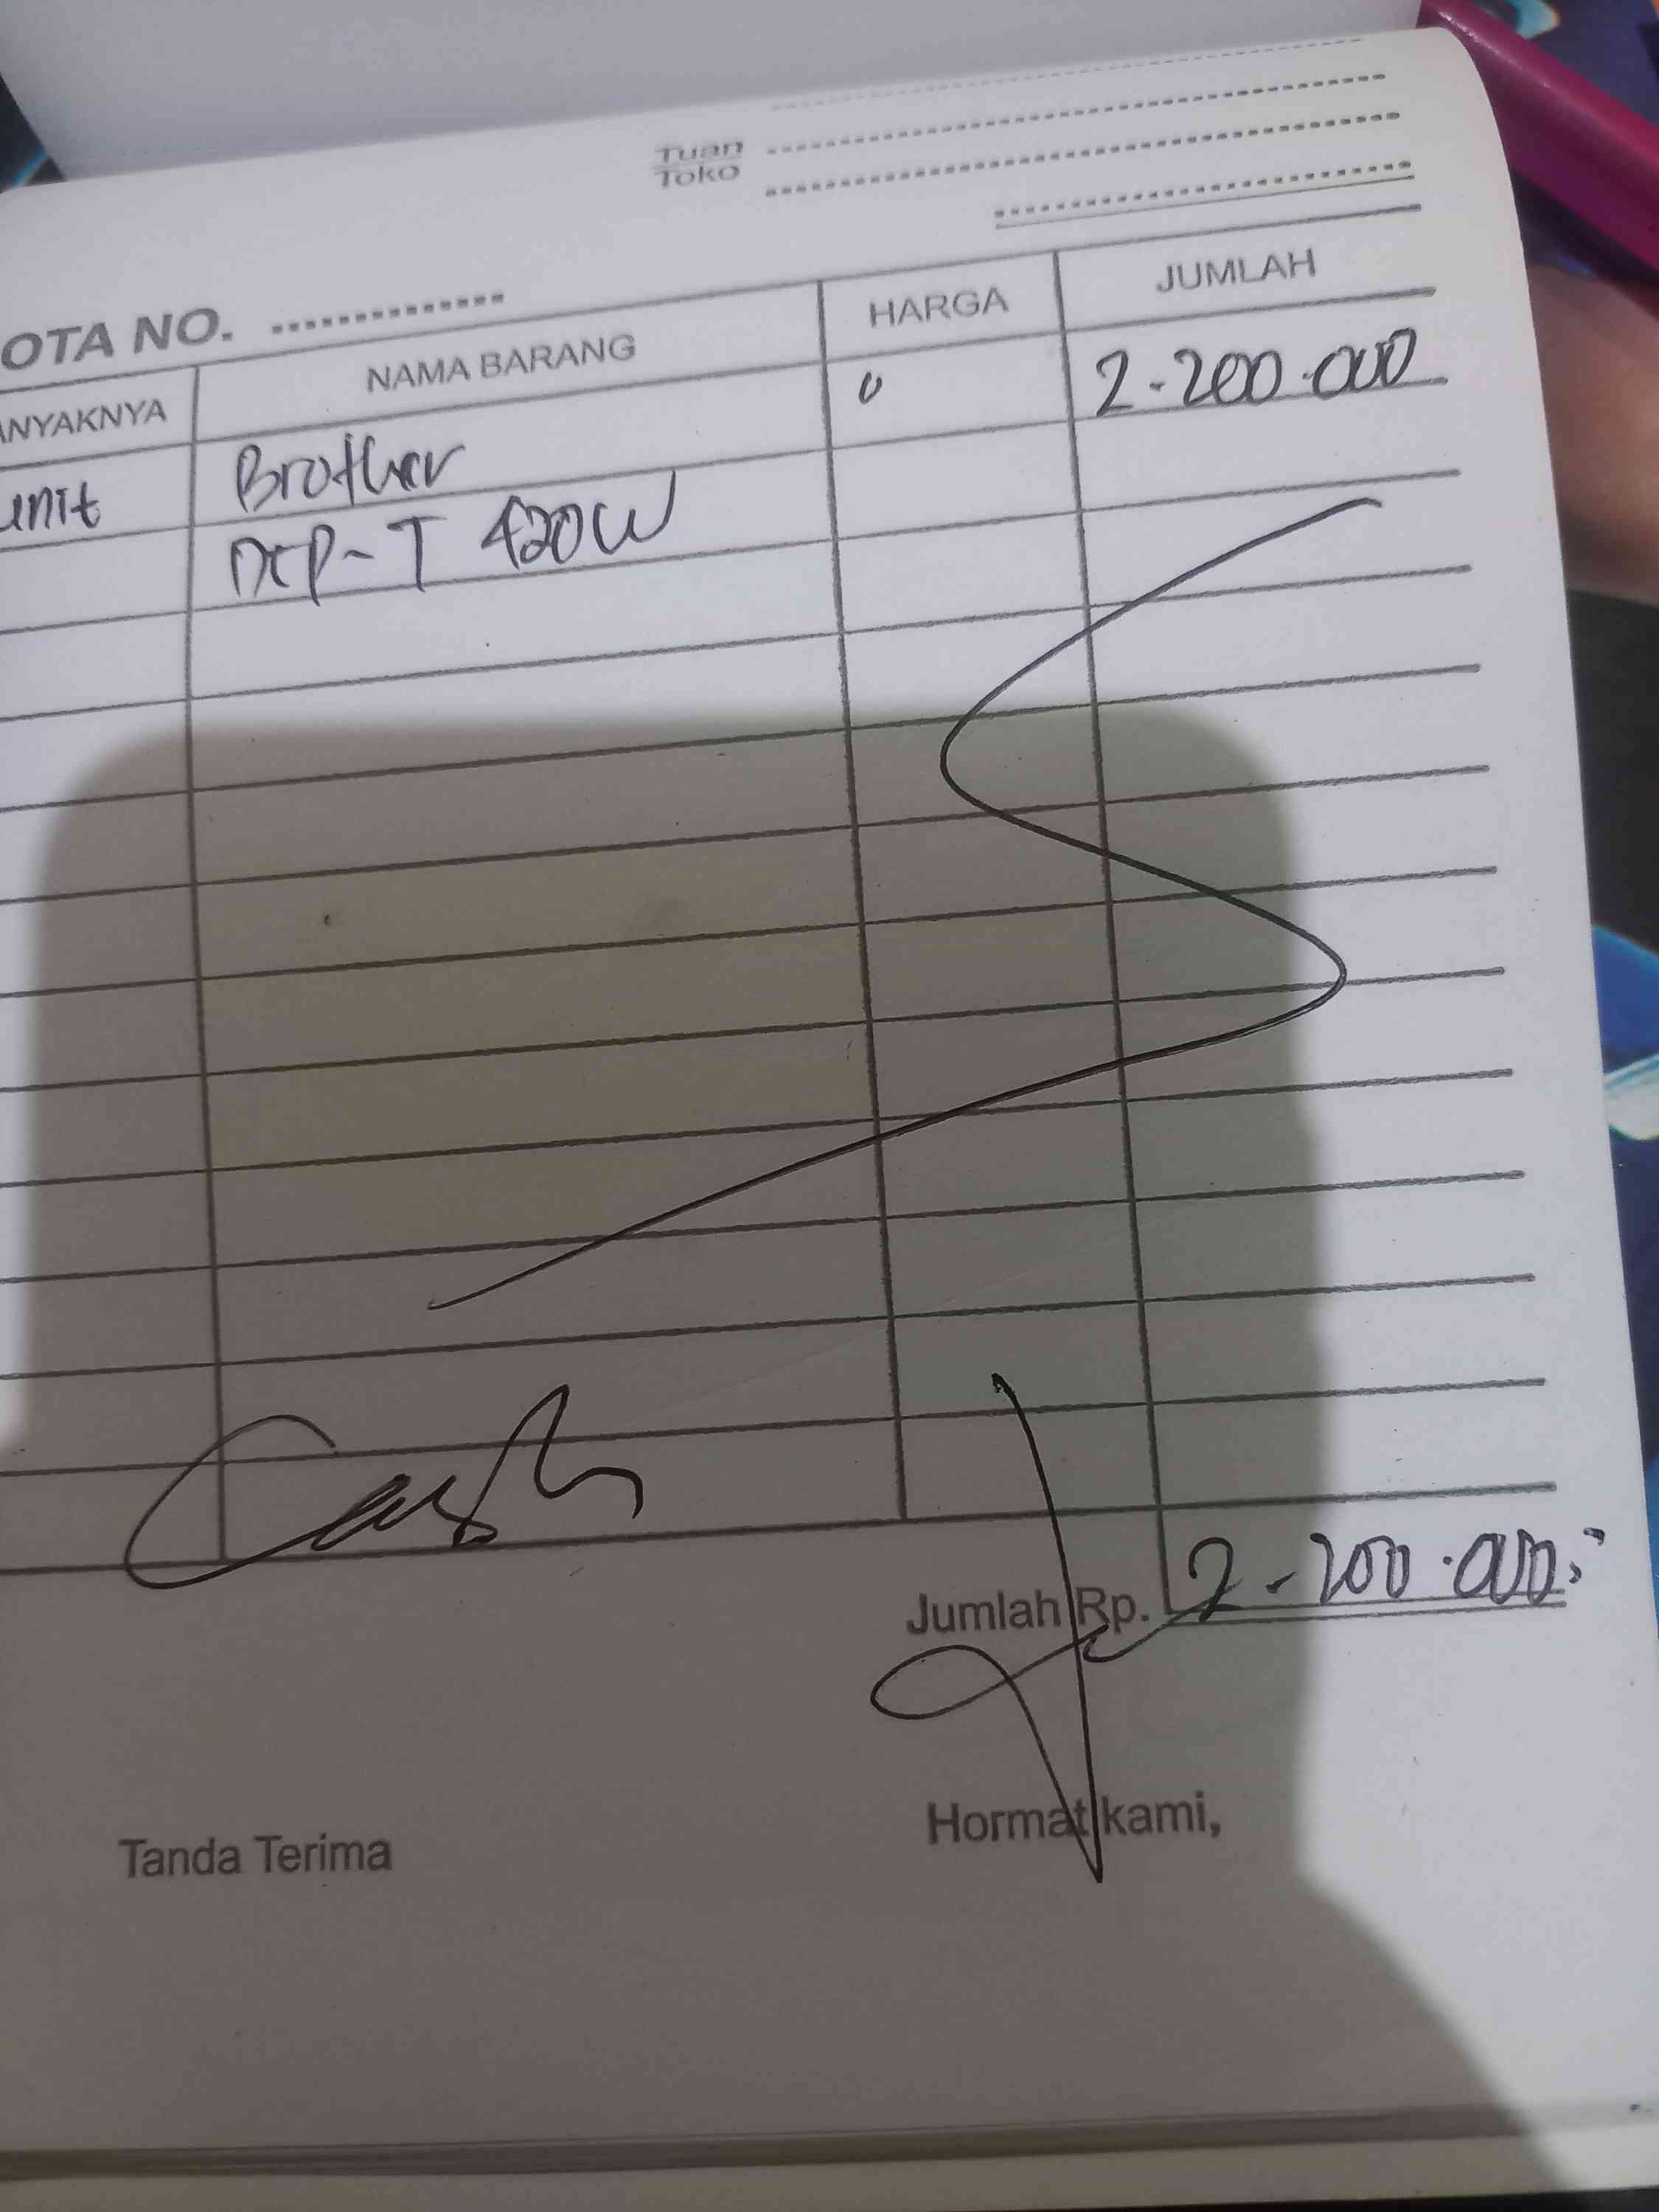 Tuan
Toko
OTA NO. ..............
ANYAKNYA NAMA BARANG HARGA JUMLAH
unit Brother 2-200.000
DCP-T 420W
Cash
Jumlah Rp. 2-200.000
Tanda Terima Hormat kami,